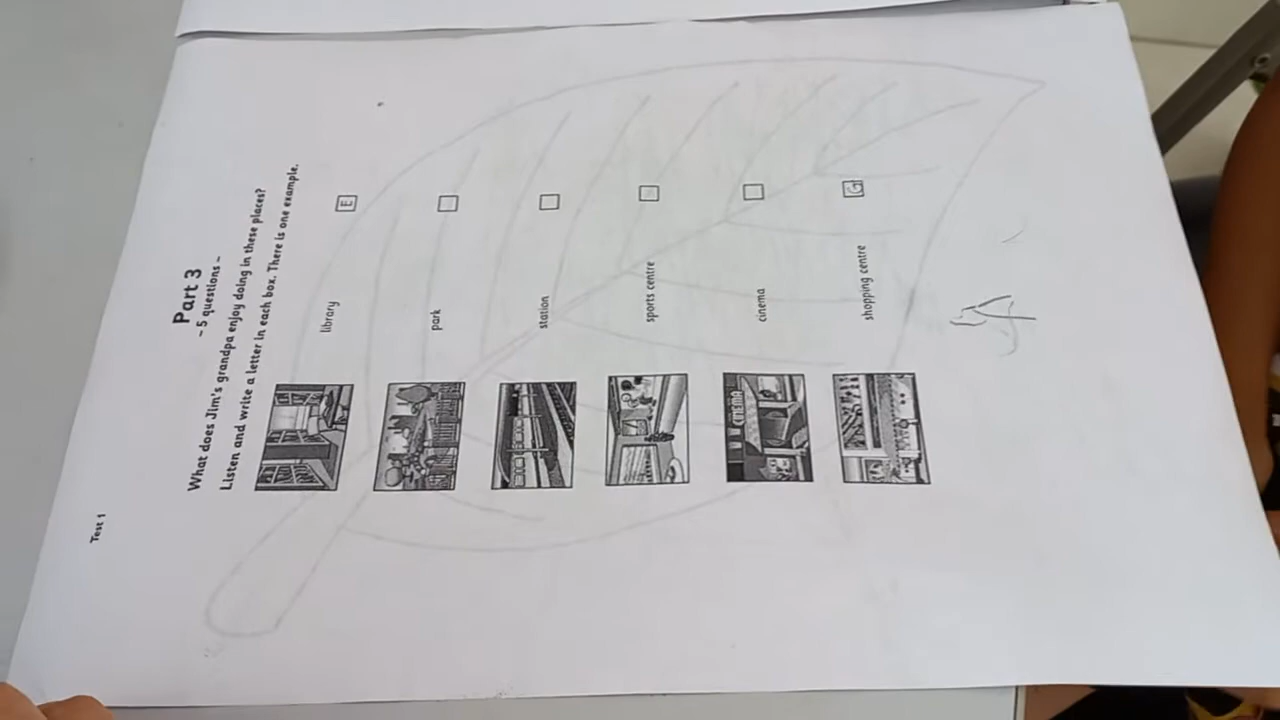 Test 1
Part 3
– 5 questions –
What does Jim's grandpa enjoy doing in these places?
Listen and write a letter in each box. There is one example.
library E
park
station
sports centre
CINEMA
cinema
shopping centre G